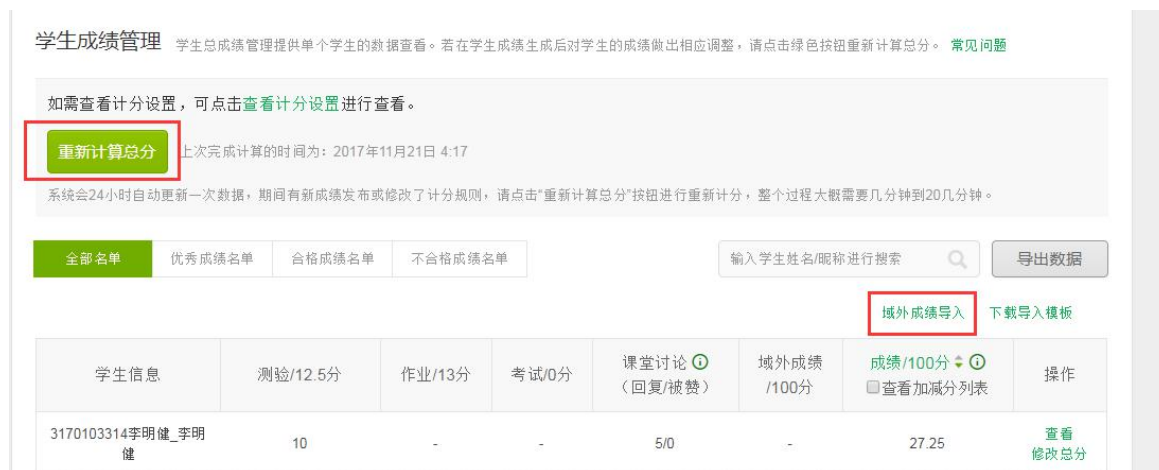 学生成绩管理 学生总成绩管理提供单个学生的数据查看。若在学生成绩生成后对学生的成绩做出相应调整，请点击绿色按钮重新计算总分。 常见问题
如需查看计分设置，可点击查看计分设置进行查看。
重新计算总分 上次完成计算的时间为：2017年11月21日 4:17
系统会24小时自动更新一次数据，期间有新成绩发布或修改了计分规则，请点击“重新计算总分”按钮进行重新计分，整个过程大概需要几分钟到20几分钟。
全部名单 优秀成绩名单 合格成绩名单 不合格成绩名单 输入学生姓名/昵称进行搜索 导出数据
域外成绩导入 下载导入模板
学生信息 测验/12.5分 作业/13分 考试/0分 课堂讨论 （回复/被赞） 域外成绩 /100分 成绩/100分 查看加减分列表 操作
3170103314李明健_李明健 10 - - 5/0 - 27.25 查看 修改总分